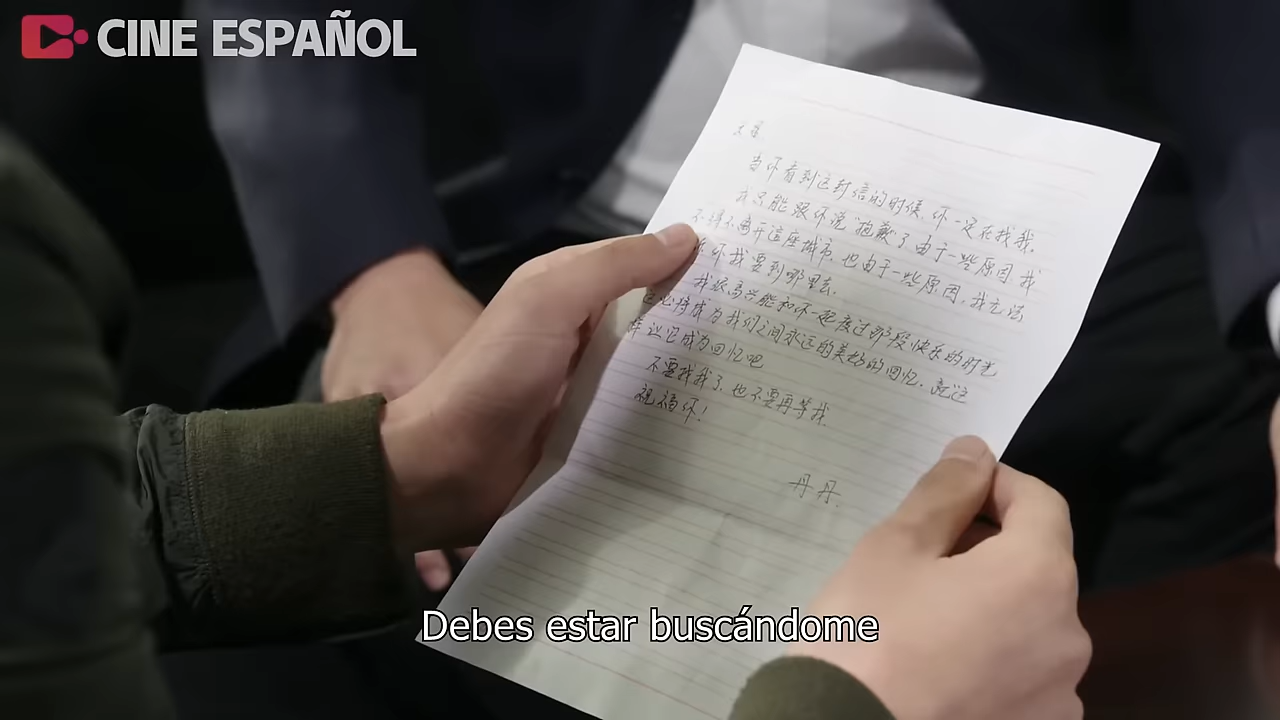 CINE ESPAÑOL
当你看到这封信的时候, 你一定在找我.
我只能跟你说"抱歉"了由于一些原因我
不得不离开这座城市. 也由于一些原因, 我无法
你我要到哪里去.
我很高兴能和你一起度过那段快乐的时光
这必将成为我们之间永远的美好的回忆. 就这
样让它成为回忆吧
不要找我了, 也不要再等我.
祝福你!
丹丹.
Debes estar buscándome